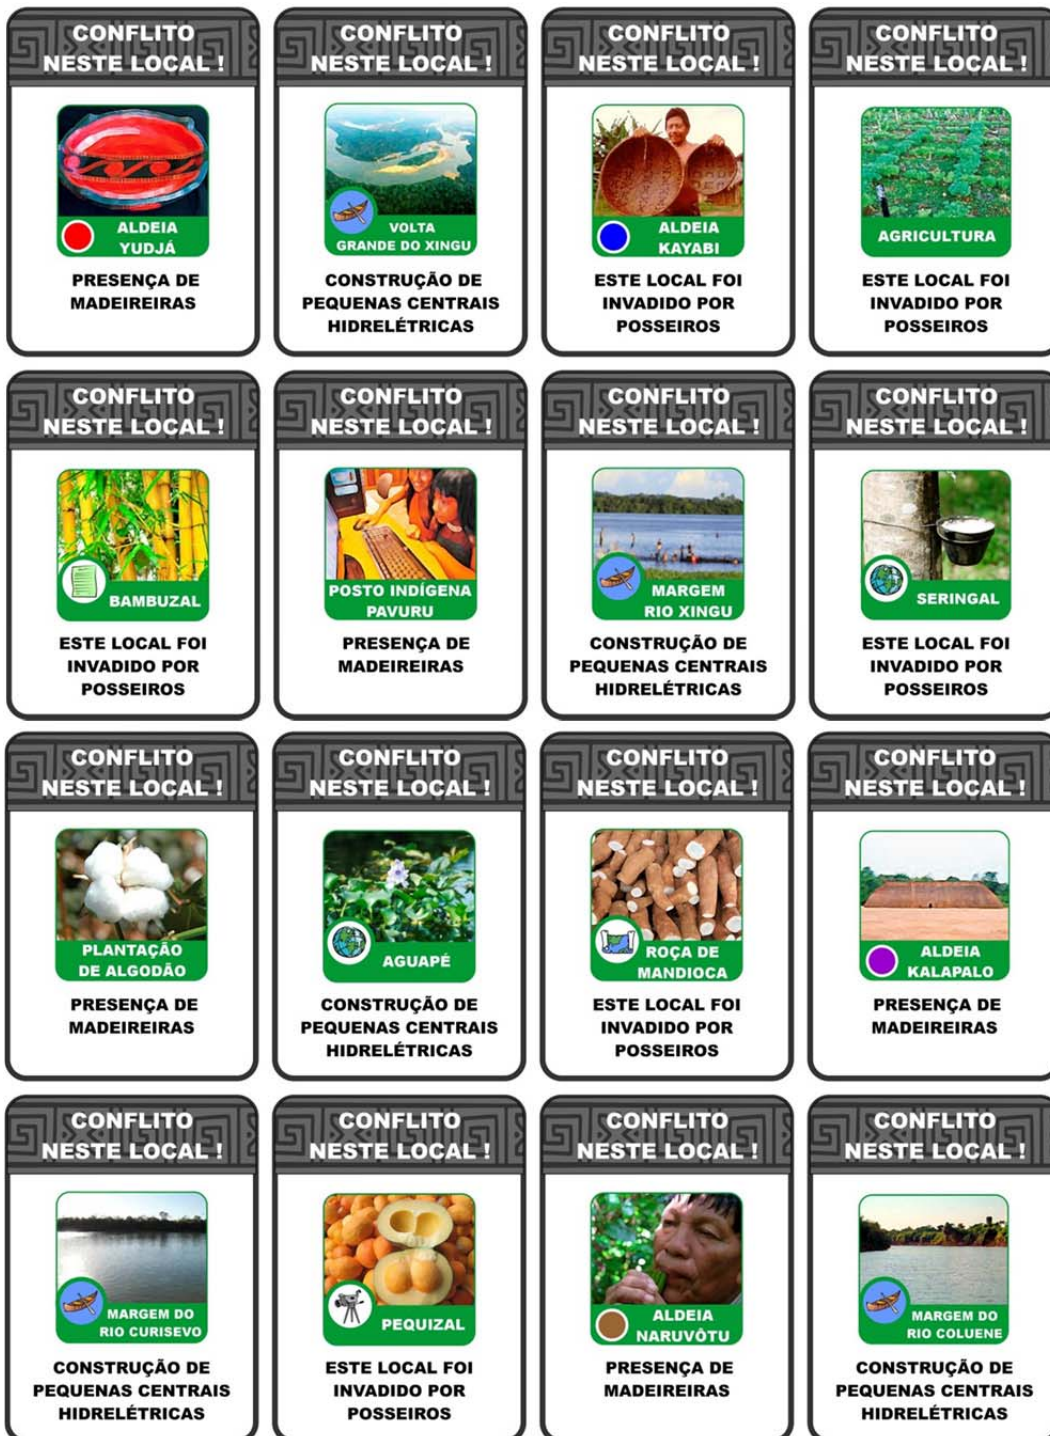 CONFLITO
NESTE LOCAL !
ALDEIA
YUDJÁ
PRESENÇA DE
MADEIREIRAS
CONFLITO
NESTE LOCAL !
VOLTA
GRANDE DO XINGU
CONSTRUÇÃO DE
PEQUENAS CENTRAIS
HIDRELÉTRICAS
CONFLITO
NESTE LOCAL !
ALDEIA
KAYABI
ESTE LOCAL FOI
INVADIDO POR
POSSEIROS
CONFLITO
NESTE LOCAL !
AGRICULTURA
ESTE LOCAL FOI
INVADIDO POR
POSSEIROS
CONFLITO
NESTE LOCAL !
BAMBUZAL
ESTE LOCAL FOI
INVADIDO POR
POSSEIROS
CONFLITO
NESTE LOCAL !
POSTO INDÍGENA
PAVURU
PRESENÇA DE
MADEIREIRAS
CONFLITO
NESTE LOCAL !
MARGEM
RIO XINGU
CONSTRUÇÃO DE
PEQUENAS CENTRAIS
HIDRELÉTRICAS
CONFLITO
NESTE LOCAL !
SERINGAL
ESTE LOCAL FOI
INVADIDO POR
POSSEIROS
CONFLITO
NESTE LOCAL !
PLANTAÇÃO
DE ALGODÃO
PRESENÇA DE
MADEIREIRAS
CONFLITO
NESTE LOCAL !
AGUAPÉ
CONSTRUÇÃO DE
PEQUENAS CENTRAIS
HIDRELÉTRICAS
CONFLITO
NESTE LOCAL !
ROÇA DE
MANDIOCA
ESTE LOCAL FOI
INVADIDO POR
POSSEIROS
CONFLITO
NESTE LOCAL !
ALDEIA
KALAPALO
PRESENÇA DE
MADEIREIRAS
CONFLITO
NESTE LOCAL !
MARGEM DO
RIO CURISEVO
CONSTRUÇÃO DE
PEQUENAS CENTRAIS
HIDRELÉTRICAS
CONFLITO
NESTE LOCAL !
PEQUIZAL
ESTE LOCAL FOI
INVADIDO POR
POSSEIROS
CONFLITO
NESTE LOCAL !
ALDEIA
NARUVÔTU
PRESENÇA DE
MADEIREIRAS
CONFLITO
NESTE LOCAL !
MARGEM DO
RIO COLUENE
CONSTRUÇÃO DE
PEQUENAS CENTRAIS
HIDRELÉTRICAS